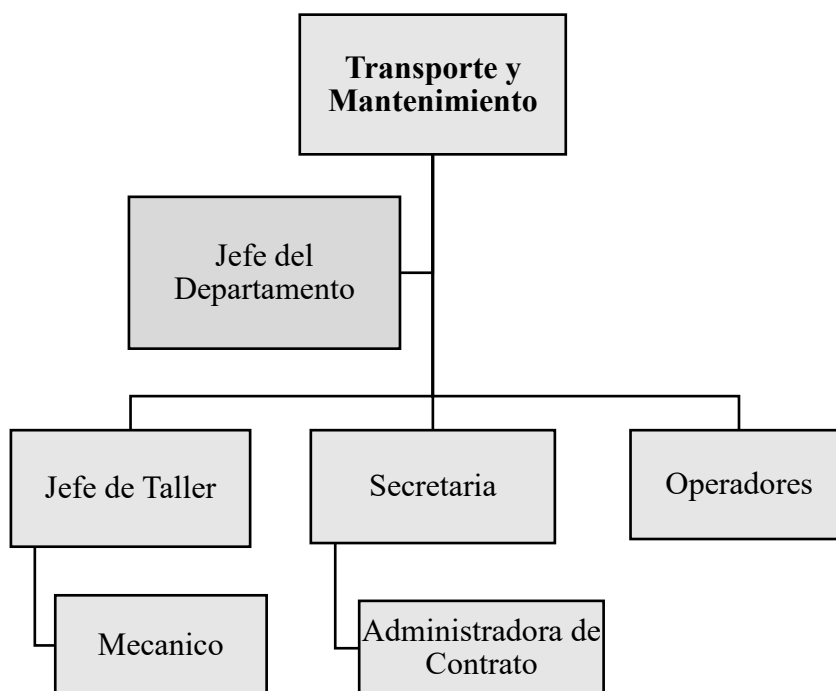 Transporte y
Mantenimiento
Jefe del
Departamento
Jefe de Taller
Secretaria
Operadores
Mecanico
Administradora de
Contrato